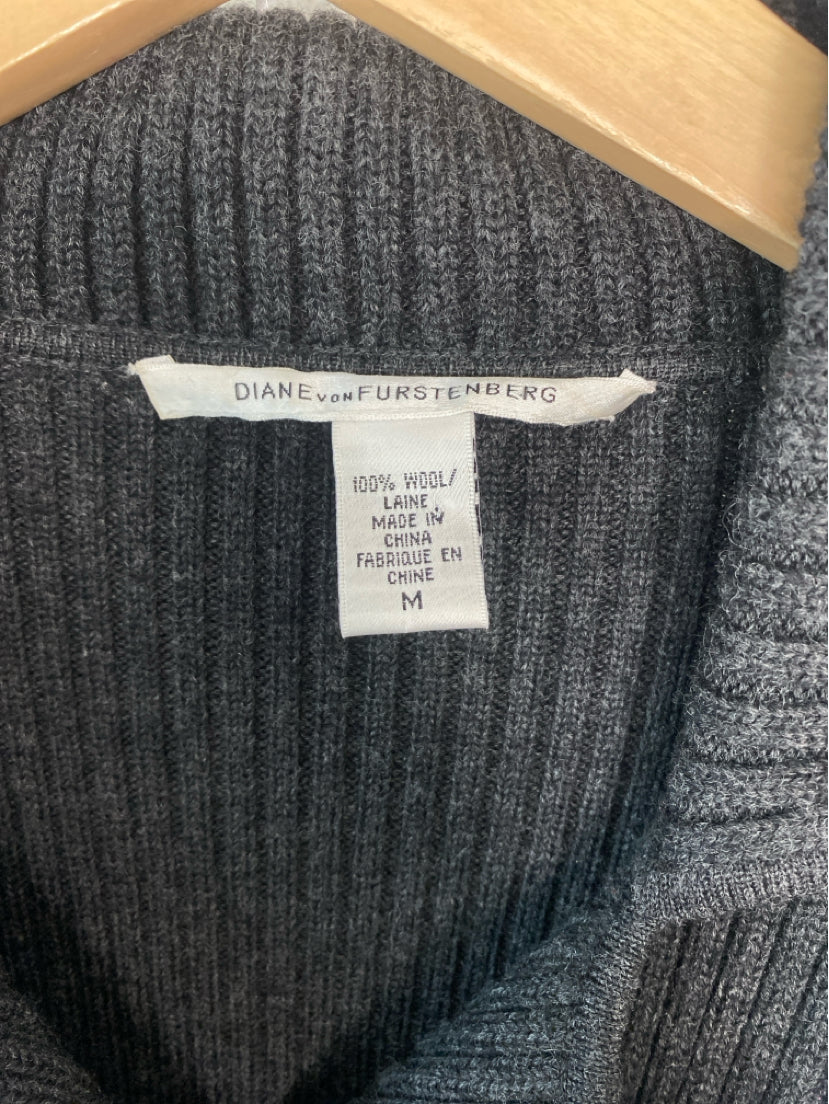 DIANE VON FURSTENBERG
100% WOOL/
LAINE
MADE IN
CHINA
FABRIQUE EN
CHINE
M